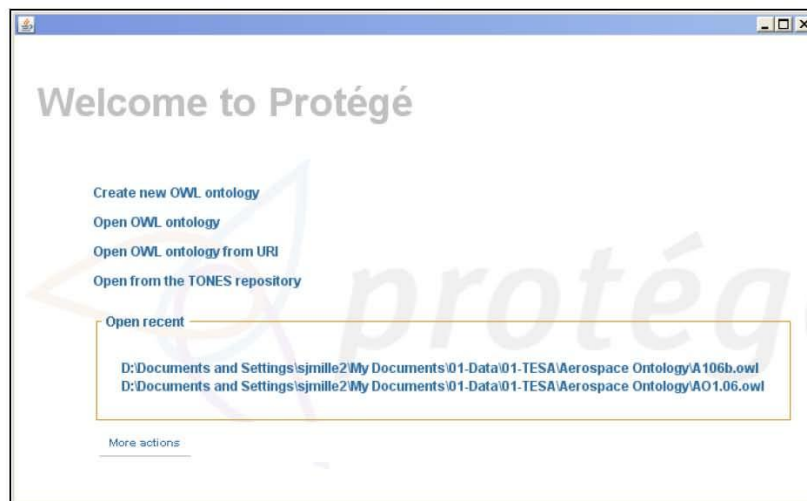 Welcome to Protégé
Create new OWL ontology
Open OWL ontology
Open OWL ontology from URI
Open from the TONES repository
Open recent
D:\Documents and Settings\sjmille2\My Documents\01-Data\01-TESA\Aerospace Ontology\A106b.owl
D:\Documents and Settings\sjmille2\My Documents\01-Data\01-TESA\Aerospace Ontology\AO1.06.owl
More actions
protég